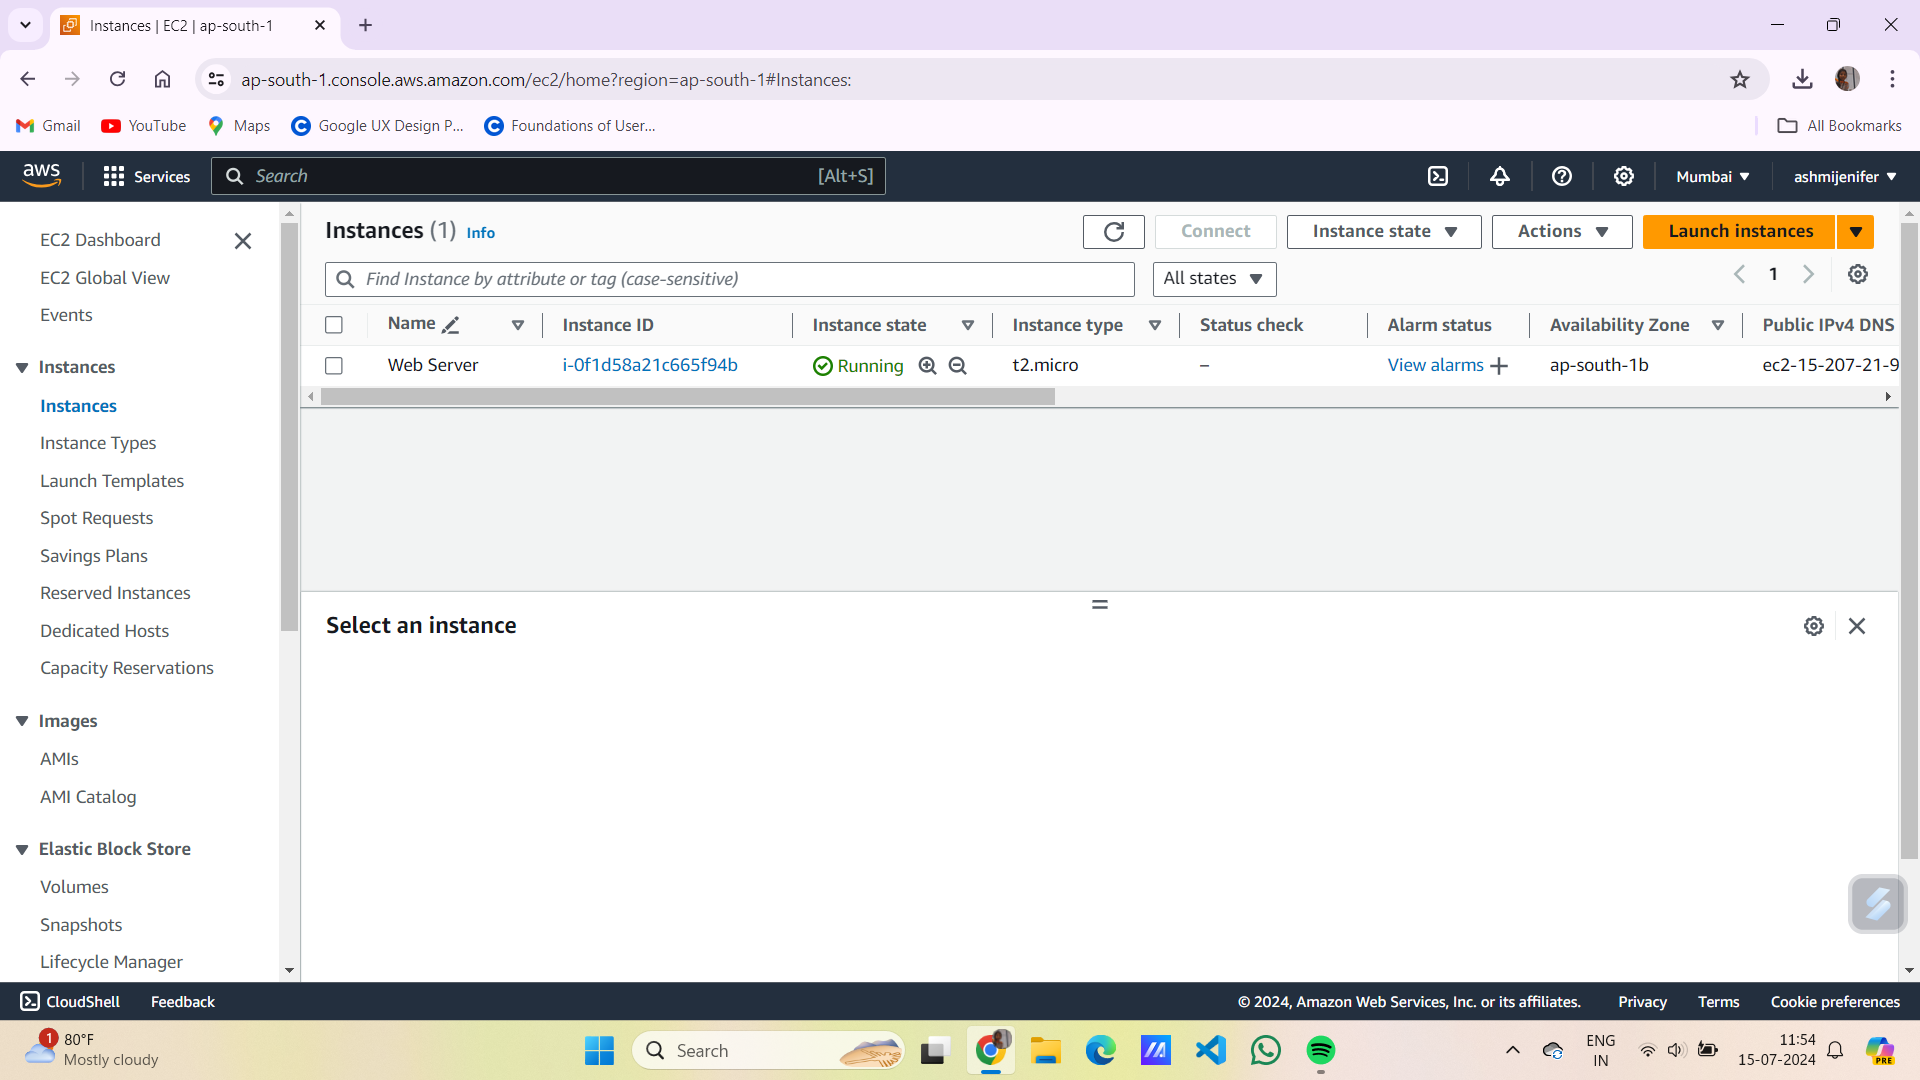 Instances | EC2 | ap-south-1
ap-south-1.console.aws.amazon.com/ec2/home?region=ap-south-1#Instances:
Gmail YouTube Maps Google UX Design P... Foundations of User... All Bookmarks
aws Services Search [Alt+S] Mumbai ashmijenifer
EC2 Dashboard
EC2 Global View
Events
Instances
Instances
Instance Types
Launch Templates
Spot Requests
Savings Plans
Reserved Instances
Dedicated Hosts
Capacity Reservations
Images
AMIs
AMI Catalog
Elastic Block Store
Volumes
Snapshots
Lifecycle Manager
Instances (1) Info Connect Instance state Actions Launch instances
Find Instance by attribute or tag (case-sensitive) All states 1
Name Instance ID Instance state Instance type Status check Alarm status Availability Zone Public IPv4 DNS
Web Server i-0f1d58a21c665f94b Running t2.micro – View alarms + ap-south-1b ec2-15-207-21-9
Select an instance
CloudShell Feedback © 2024, Amazon Web Services, Inc. or its affiliates. Privacy Terms Cookie preferences
1 80°F Search ENG 11:54
Mostly cloudy IN 15-07-2024 PRE